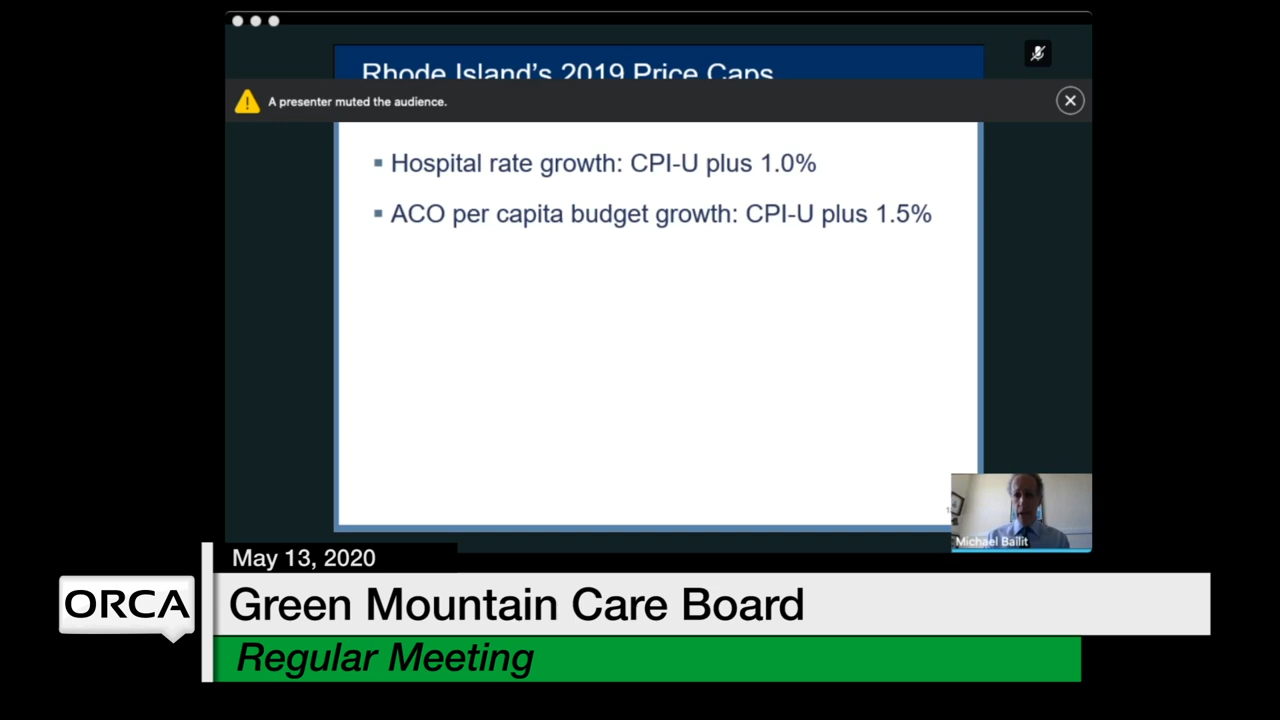 Rhode Island's 2019 Price Caps
A presenter muted the audience.
▪ Hospital rate growth: CPI-U plus 1.0%
▪ ACO per capita budget growth: CPI-U plus 1.5%
Michael Bailit
May 13, 2020
ORCA
Green Mountain Care Board
Regular Meeting